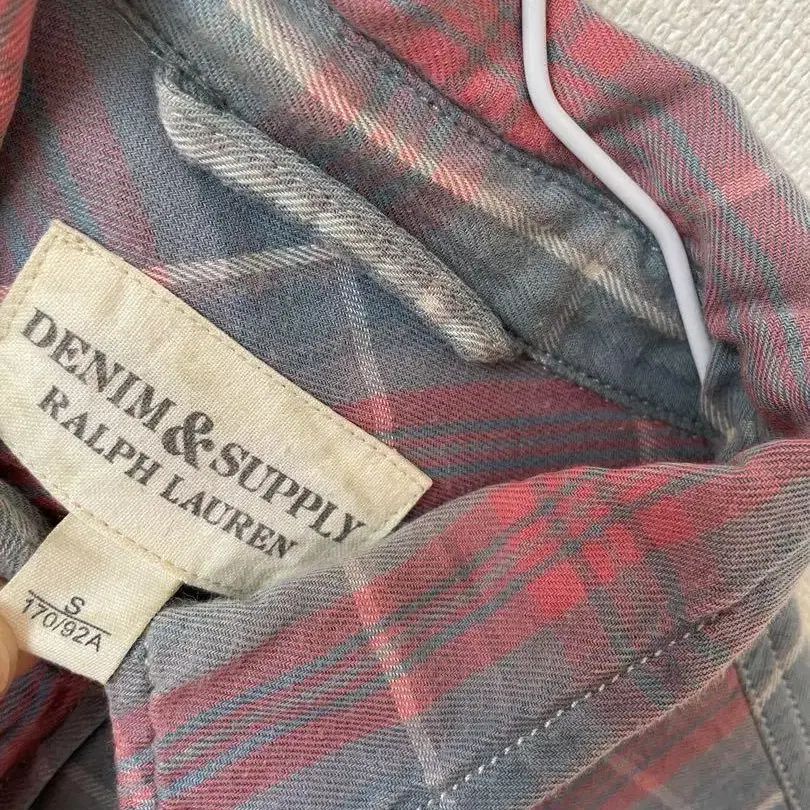 DENIM & SUPPLY
RALPH LAUREN
S
170/92A